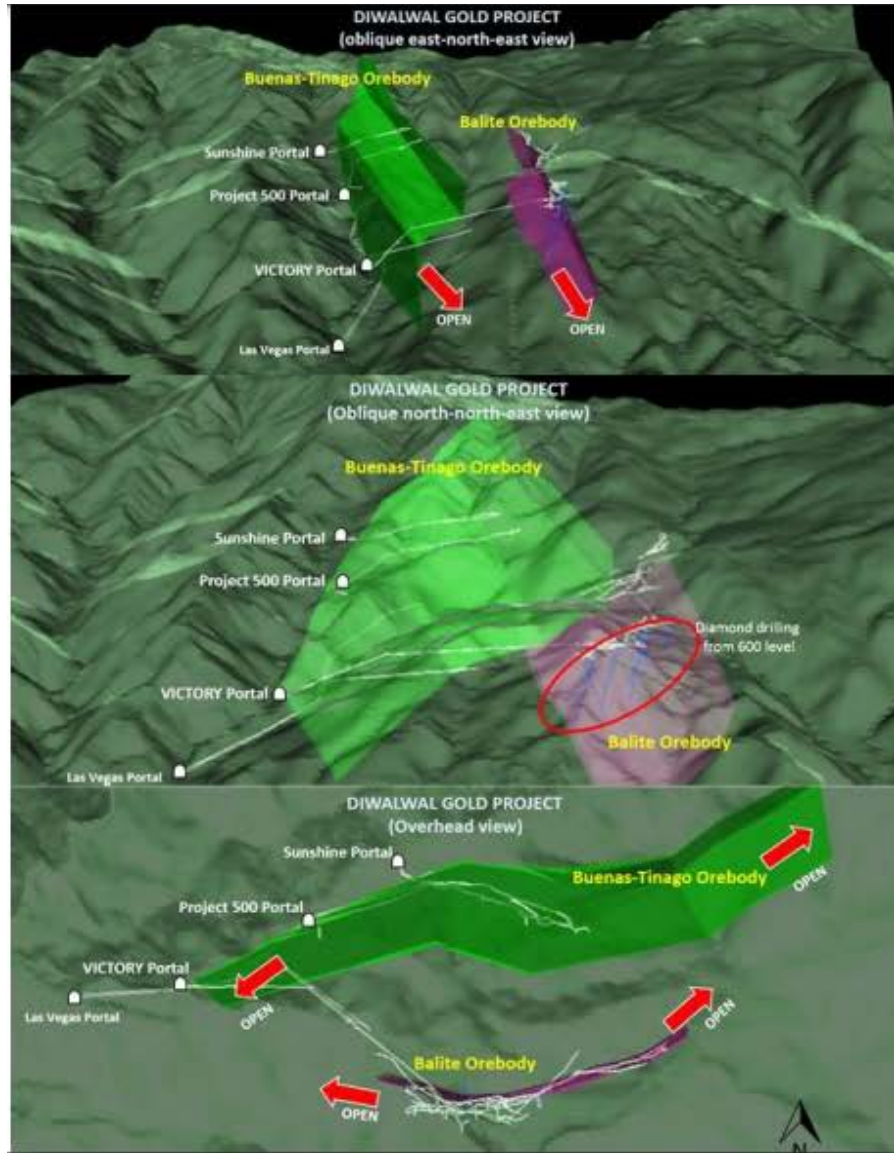 DIWALWAL GOLD PROJECT
(oblique east-north-east view)
Buenas-Tinago Orebody
Balite Orebody
Sunshine Portal
Project 500 Portal
VICTORY Portal
OPEN
OPEN
Las Vegas Portal
DIWALWAL GOLD PROJECT
(Oblique north-north-east view)
Buenas-Tinago Orebody
Sunshine Portal
Project 500 Portal
Diamond drilling
from 600 level
VICTORY Portal
Balite Orebody
Las Vegas Portal
DIWALWAL GOLD PROJECT
(Overhead view)
Sunshine Portal
Buenas-Tinago Orebody
OPEN
Project 500 Portal
VICTORY Portal
Las Vegas Portal
OPEN
OPEN
Balite Orebody
OPEN
N